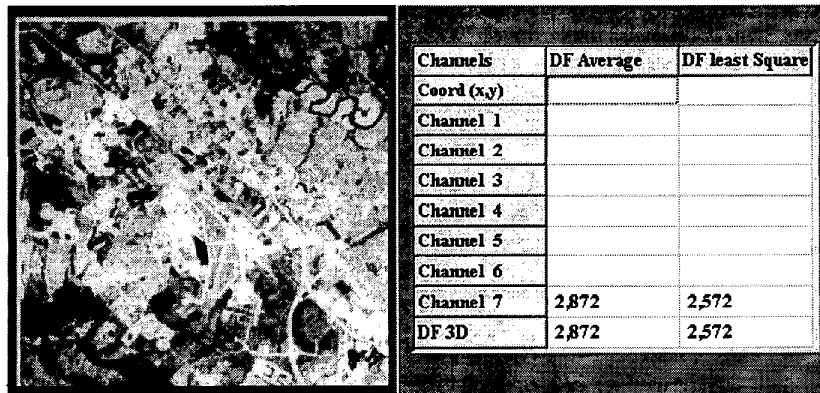 Channels DF Average DF least Square
Coord (x,y)
Channel 1
Channel 2
Channel 3
Channel 4
Channel 5
Channel 6
Channel 7 2,872 2,572
DF 3D 2,872 2,572